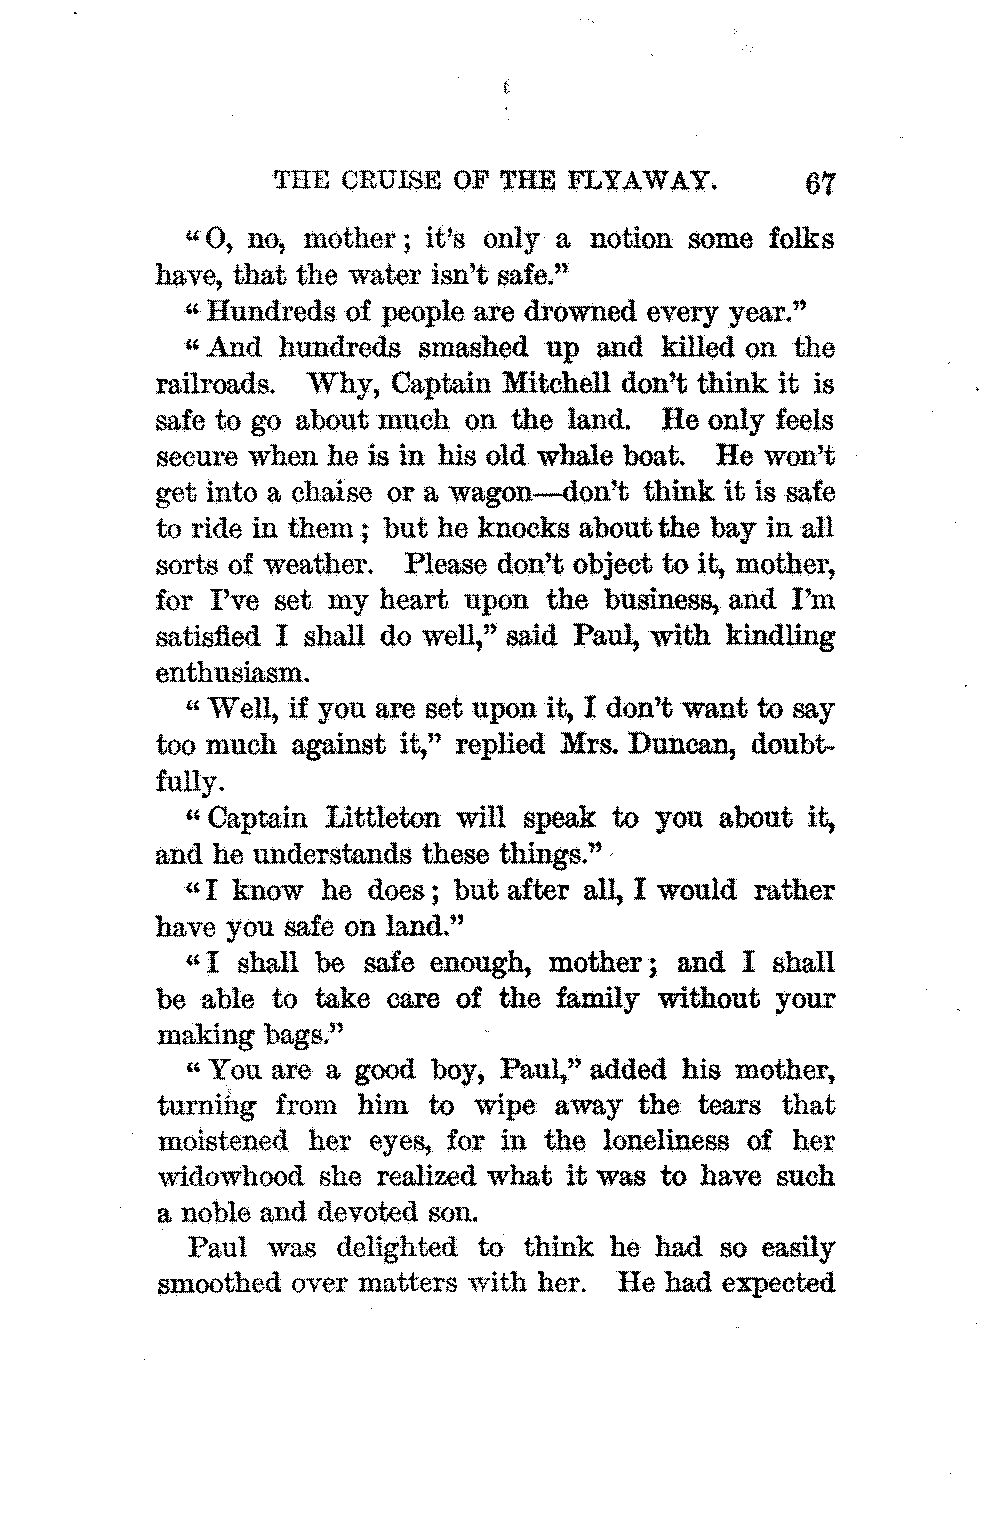 THE CRUISE OF THE FLYAWAY. 67
“O, no, mother; it’s only a notion some folks
have, that the water isn’t safe.”
“Hundreds of people are drowned every year.”
“And hundreds smashed up and killed on the
railroads. Why, Captain Mitchell don’t think it is
safe to go about much on the land. He only feels
secure when he is in his old whale boat. He won’t
get into a chaise or a wagon—don’t think it is safe
to ride in them; but he knocks about the bay in all
sorts of weather. Please don’t object to it, mother,
for I’ve set my heart upon the business, and I’m
satisfied I shall do well,” said Paul, with kindling
enthusiasm.
“Well, if you are set upon it, I don’t want to say
too much against it,” replied Mrs. Duncan, doubt-
fully.
“Captain Littleton will speak to you about it,
and he understands these things.”
“I know he does; but after all, I would rather
have you safe on land.”
“I shall be safe enough, mother; and I shall
be able to take care of the family without your
making bags.”
“You are a good boy, Paul,” added his mother,
turning from him to wipe away the tears that
moistened her eyes, for in the loneliness of her
widowhood she realized what it was to have such
a noble and devoted son.
Paul was delighted to think he had so easily
smoothed over matters with her. He had expected